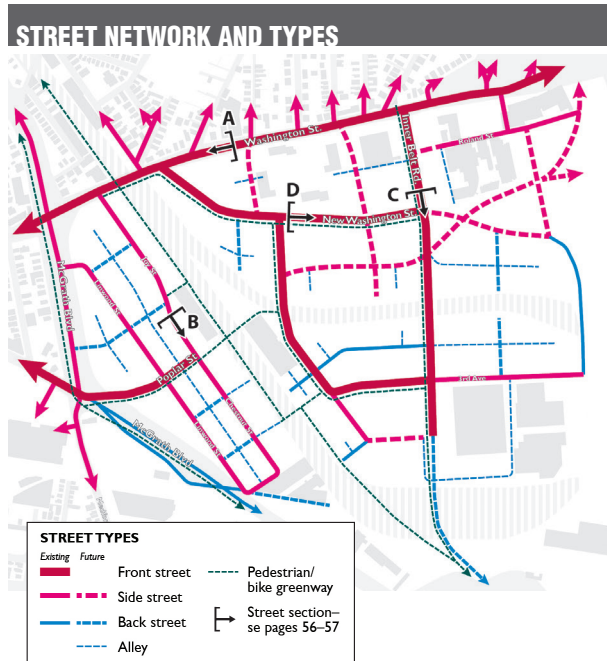 STREET NETWORK AND TYPES
A
Washington St.
Inner Belt Rd.
Roland St.
D
C
New Washington St.
McGrath Blvd
Joy St.
Linwood St.
B
Poplar St.
3rd Ave
Chestnut St.
Linwood St.
McGrath Blvd
STREET TYPES
Existing Future
Front street
Side street
Back street
Alley
Pedestrian/
bike greenway
Street section–
se pages 56–57